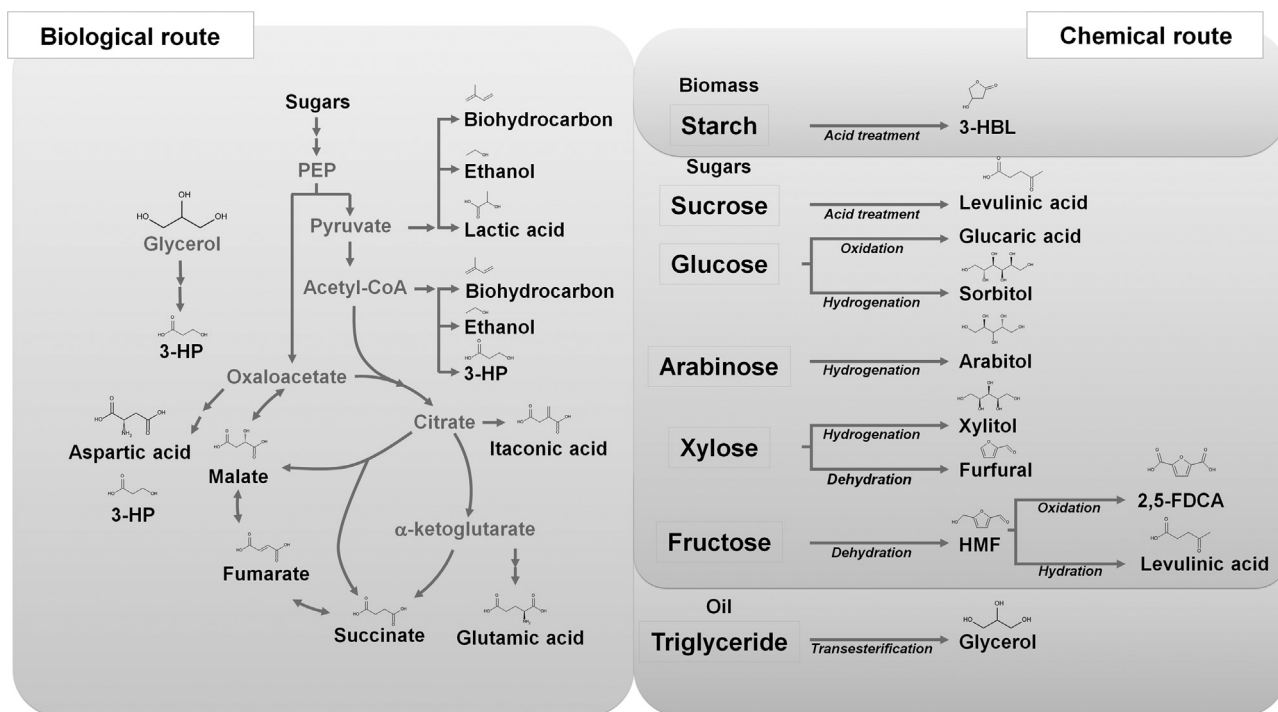 Biological route
Sugars
PEP
Pyruvate
Acetyl-CoA
Biohydrocarbon
Ethanol
Lactic acid
Biohydrocarbon
Ethanol
3-HP
Glycerol
3-HP
Oxaloacetate
Aspartic acid
3-HP
Malate
Fumarate
Succinate
Citrate
Itaconic acid
α-ketoglutarate
Glutamic acid
Chemical route
Biomass
Starch
Acid treatment
3-HBL
Sugars
Sucrose
Acid treatment
Levulinic acid
Glucose
Oxidation
Glucaric acid
Hydrogenation
Sorbitol
Arabinose
Hydrogenation
Arabitol
Xylose
Hydrogenation
Xylitol
Dehydration
Furfural
Fructose
Dehydration
HMF
Oxidation
2,5-FDCA
Hydration
Levulinic acid
Oil
Triglyceride
Transesterification
Glycerol